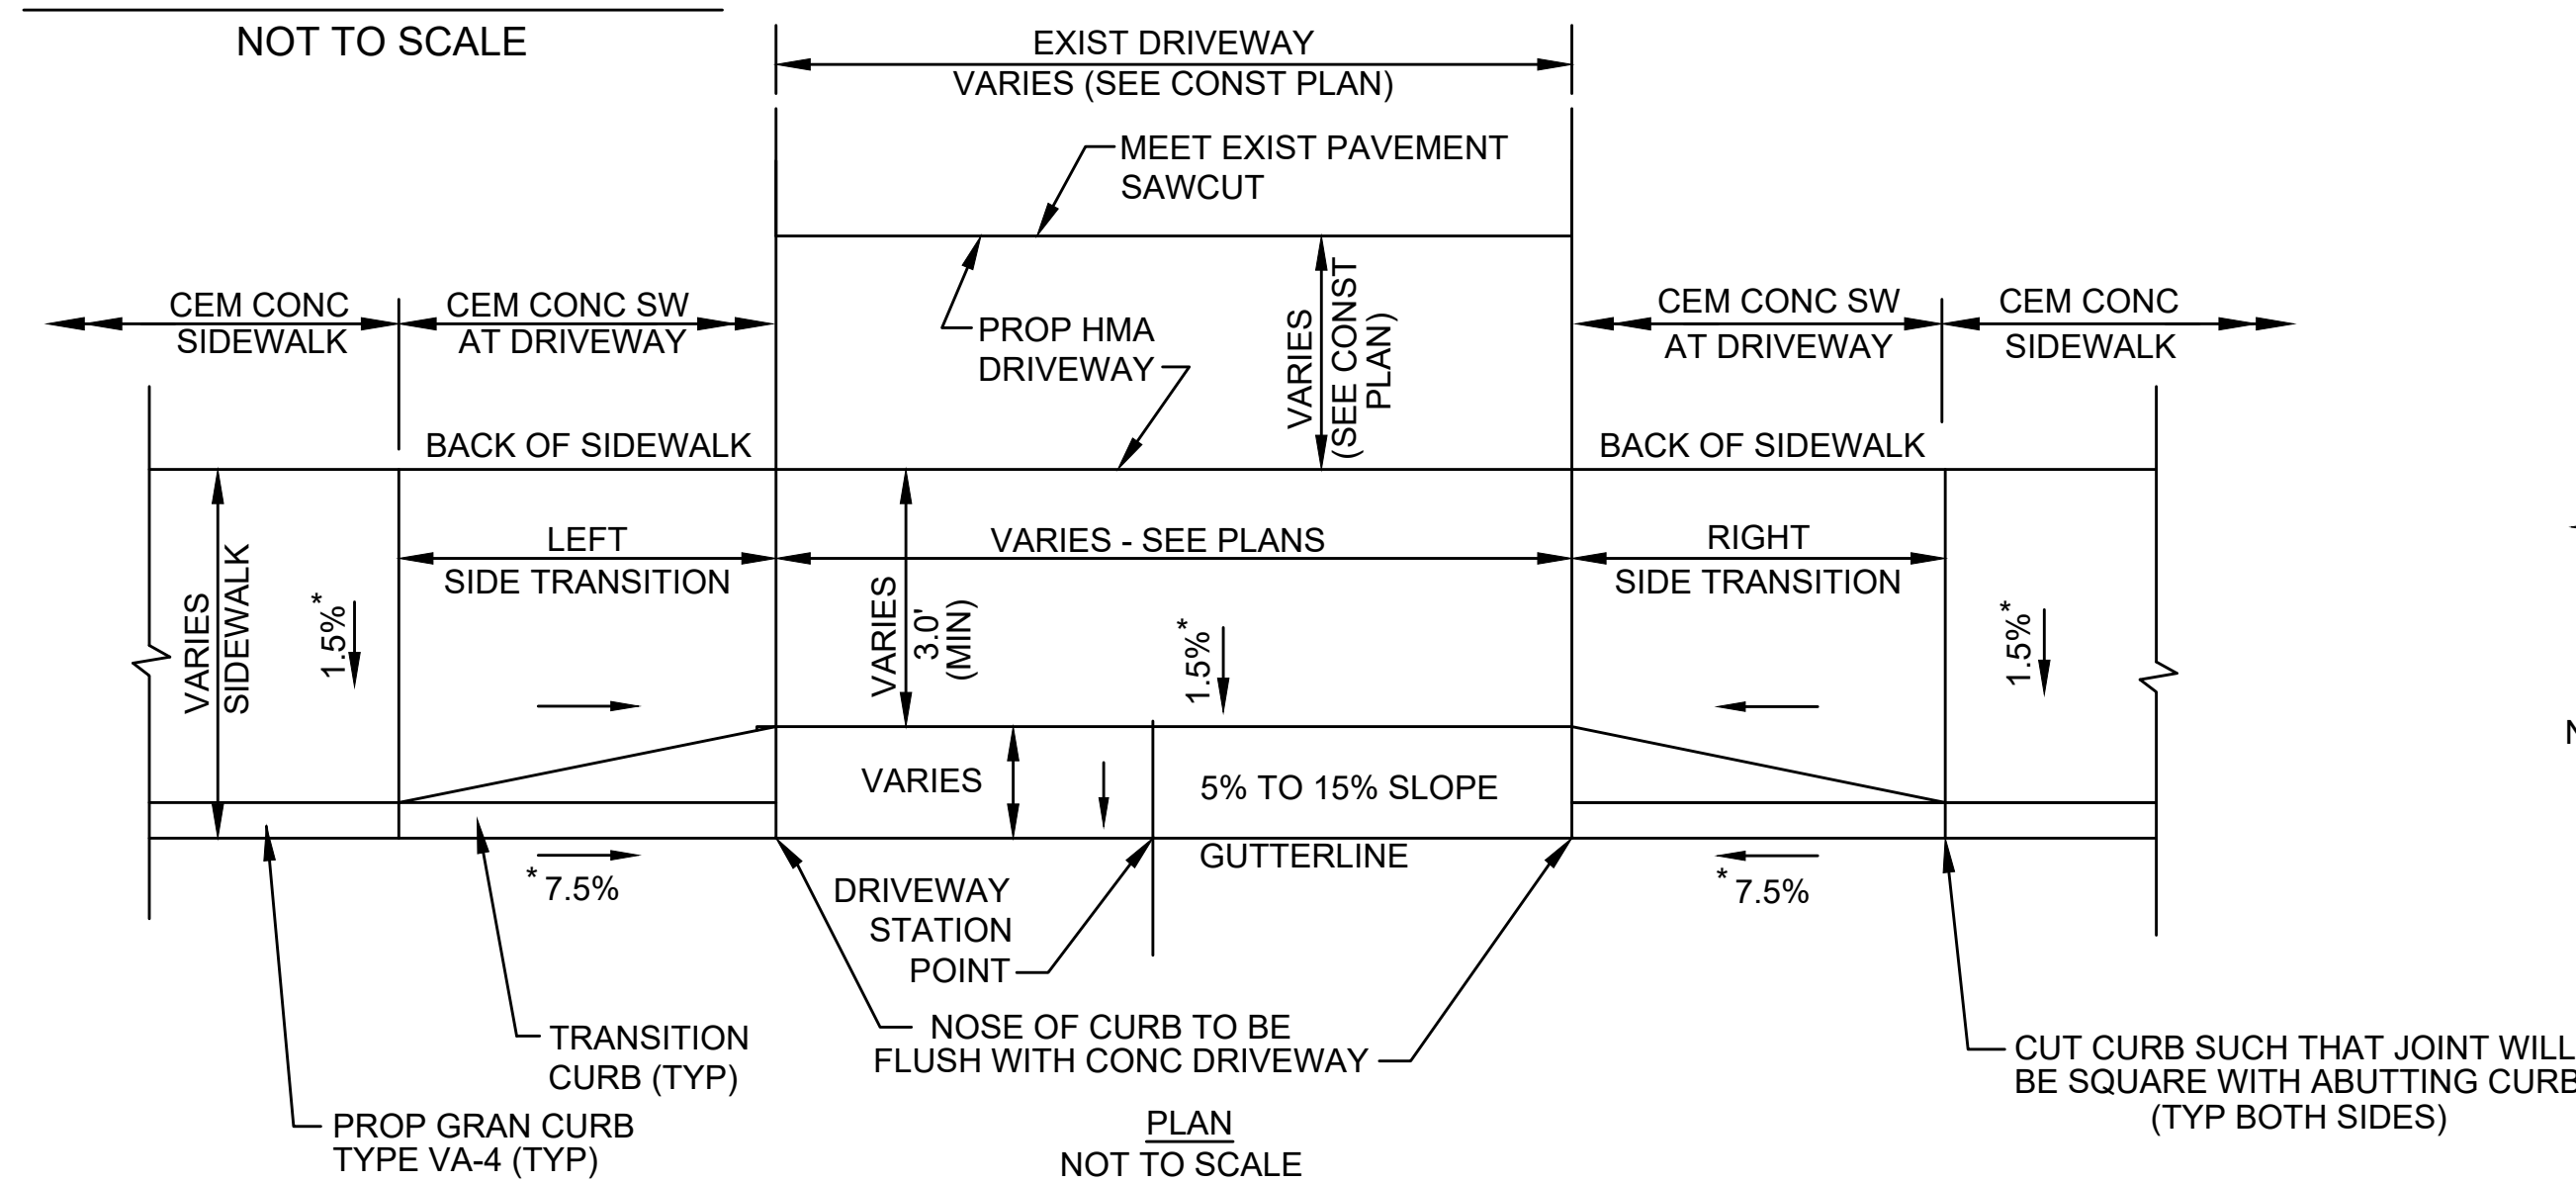 NOT TO SCALE
EXIST DRIVEWAY
VARIES (SEE CONST PLAN)
MEET EXIST PAVEMENT
SAWCUT
CEM CONC
SIDEWALK
CEM CONC SW
AT DRIVEWAY
PROP HMA
DRIVEWAY
VARIES
(SEE CONST
PLAN)
CEM CONC SW
AT DRIVEWAY
CEM CONC
SIDEWALK
BACK OF SIDEWALK
BACK OF SIDEWALK
VARIES
SIDEWALK
1.5%*
LEFT
SIDE TRANSITION
VARIES - SEE PLANS
VARIES
3.0'
(MIN)
1.5%*
RIGHT
SIDE TRANSITION
1.5%*
VARIES
5% TO 15% SLOPE
GUTTERLINE
*7.5%
*7.5%
DRIVEWAY
STATION
POINT
NOSE OF CURB TO BE
FLUSH WITH CONC DRIVEWAY
TRANSITION
CURB (TYP)
PROP GRAN CURB
TYPE VA-4 (TYP)
CUT CURB SUCH THAT JOINT WILL
BE SQUARE WITH ABUTTING CURB
(TYP BOTH SIDES)
PLAN
NOT TO SCALE